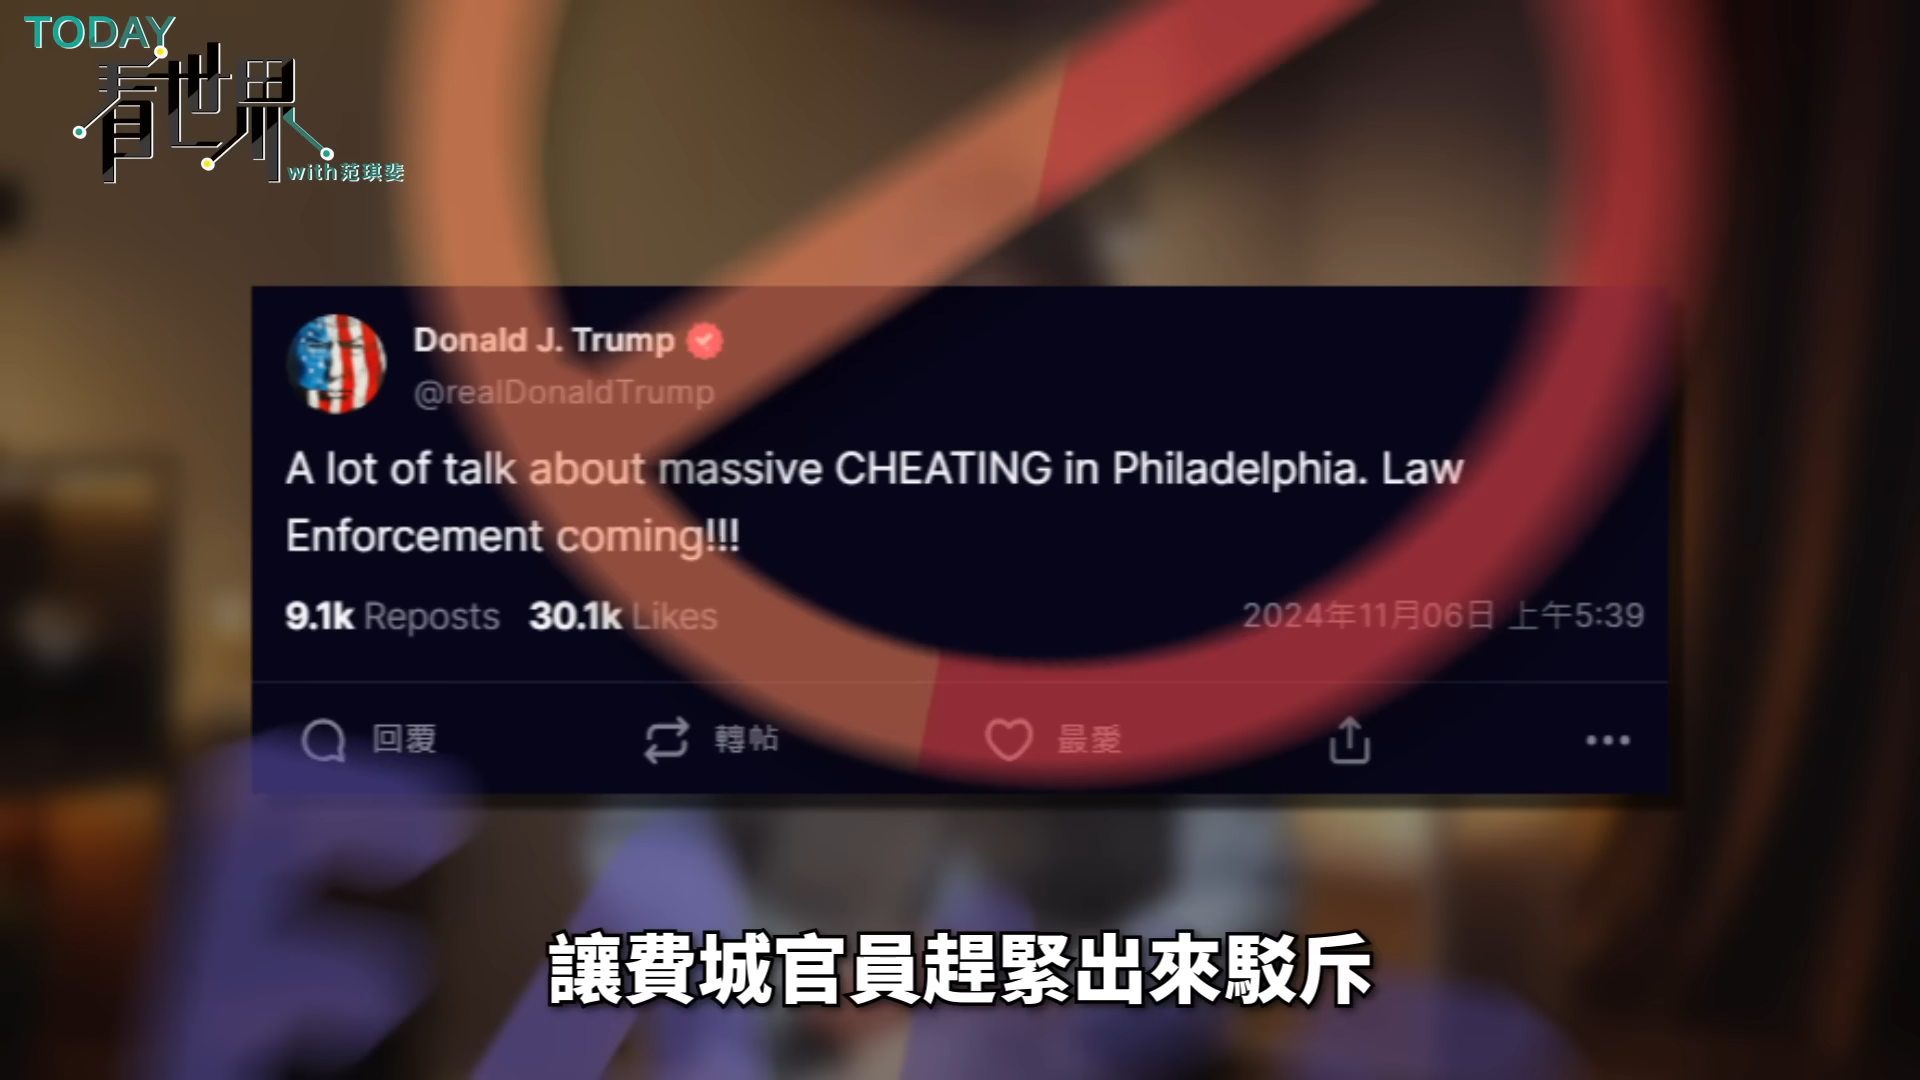 TODAY
看世界
with范琪斐
Donald J. Trump
@realDonaldTrump
A lot of talk about massive CHEATING in Philadelphia. Law
Enforcement coming!!!
9.1k Reposts 30.1k Likes
2024年11月06日 上午5:39
回覆
轉帖
最愛
讓費城官員趕緊出來駁斥